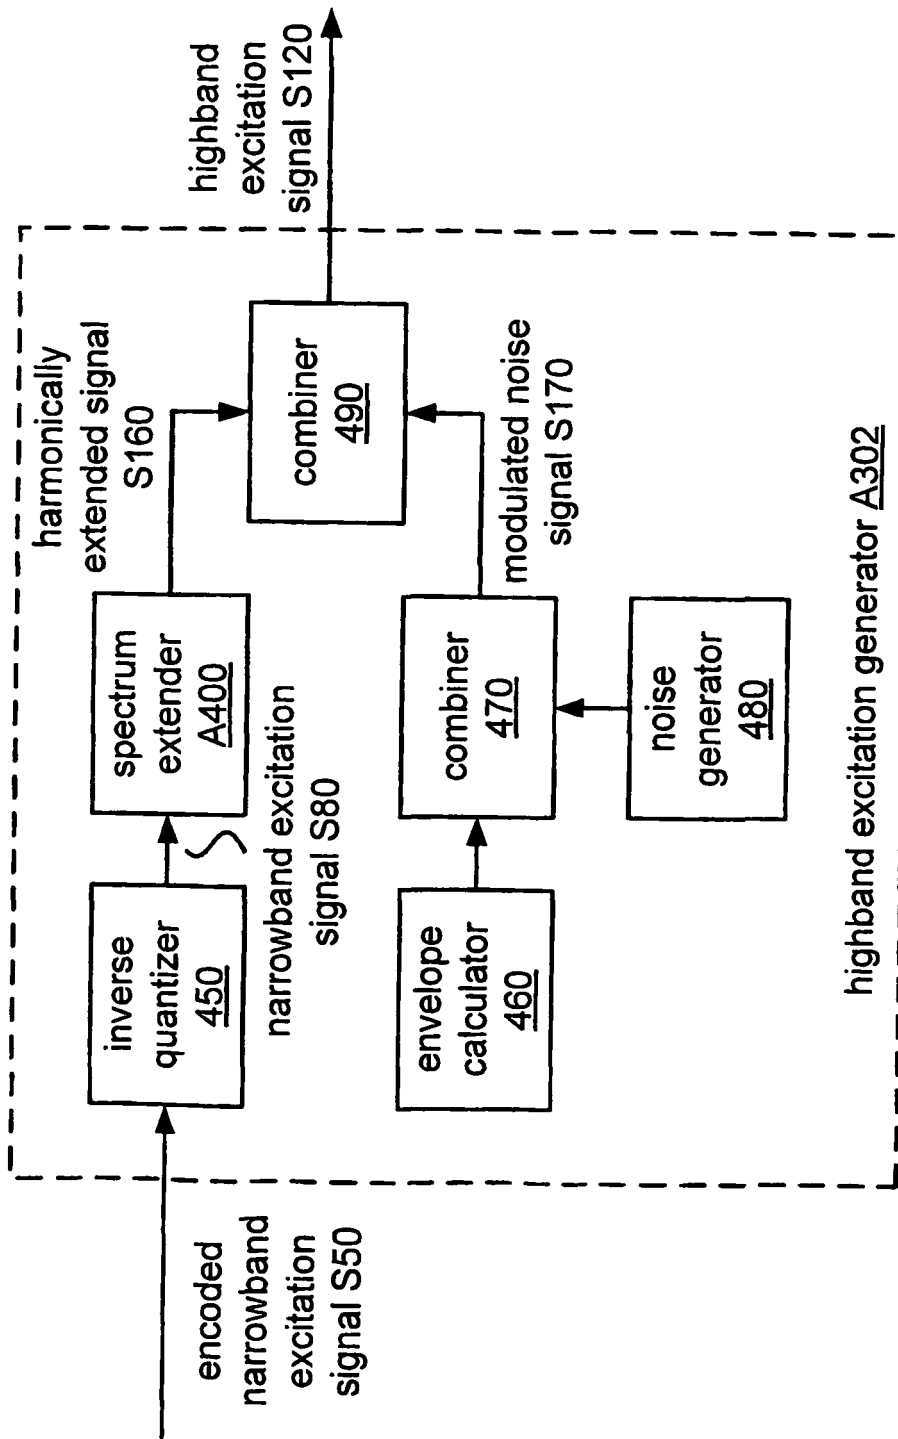 encoded
narrowband
excitation
signal S50
inverse
quantizer
450
narrowband excitation
signal S80
spectrum
extender
A400
harmonically
extended signal
S160
envelope
calculator
460
combiner
470
noise
generator
480
modulated noise
signal S170
combiner
490
highband
excitation
signal S120
highband excitation generator A302